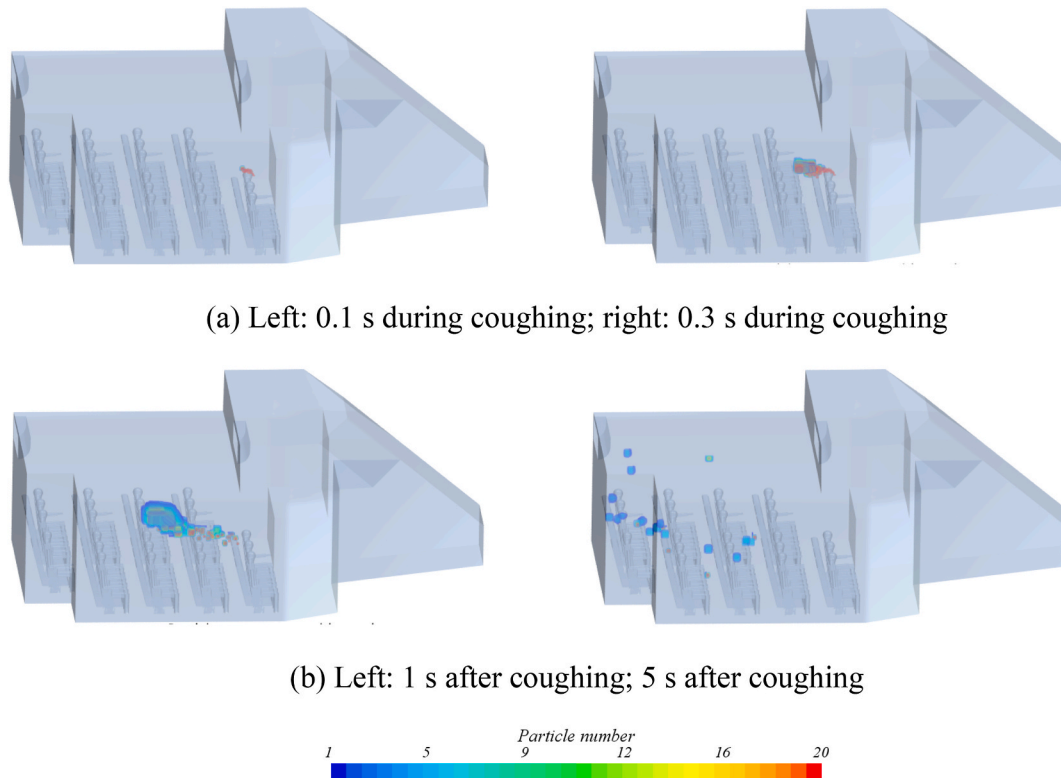 (a) Left: 0.1 s during coughing; right: 0.3 s during coughing
(b) Left: 1 s after coughing; 5 s after coughing
Particle number
1 5 9 12 16 20